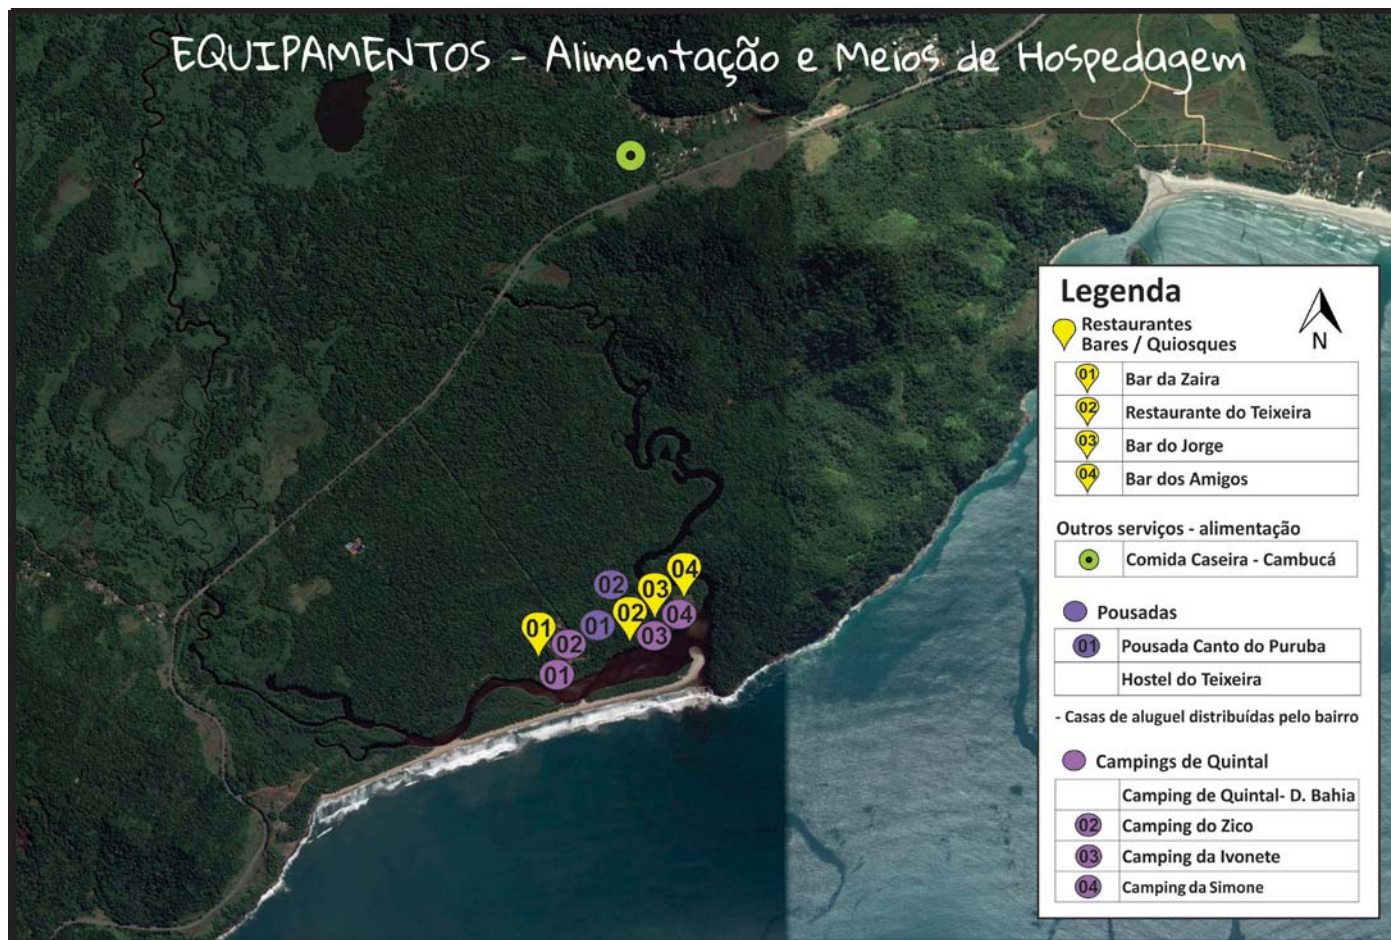 EQUIPAMENTOS - Alimentação e Meios de Hospedagem
02
04
03
01
02
01
02
03
04
01
Legenda
Restaurantes
Bares / Quiosques
N
01 Bar da Zaira
02 Restaurante do Teixeira
03 Bar do Jorge
04 Bar dos Amigos
Outros serviços - alimentação
Comida Caseira - Cambucá
Pousadas
01 Pousada Canto do Puruba
Hostel do Teixeira
- Casas de aluguel distribuídas pelo bairro
Campings de Quintal
Camping de Quintal- D. Bahia
02 Camping do Zico
03 Camping da Ivonete
04 Camping da Simone